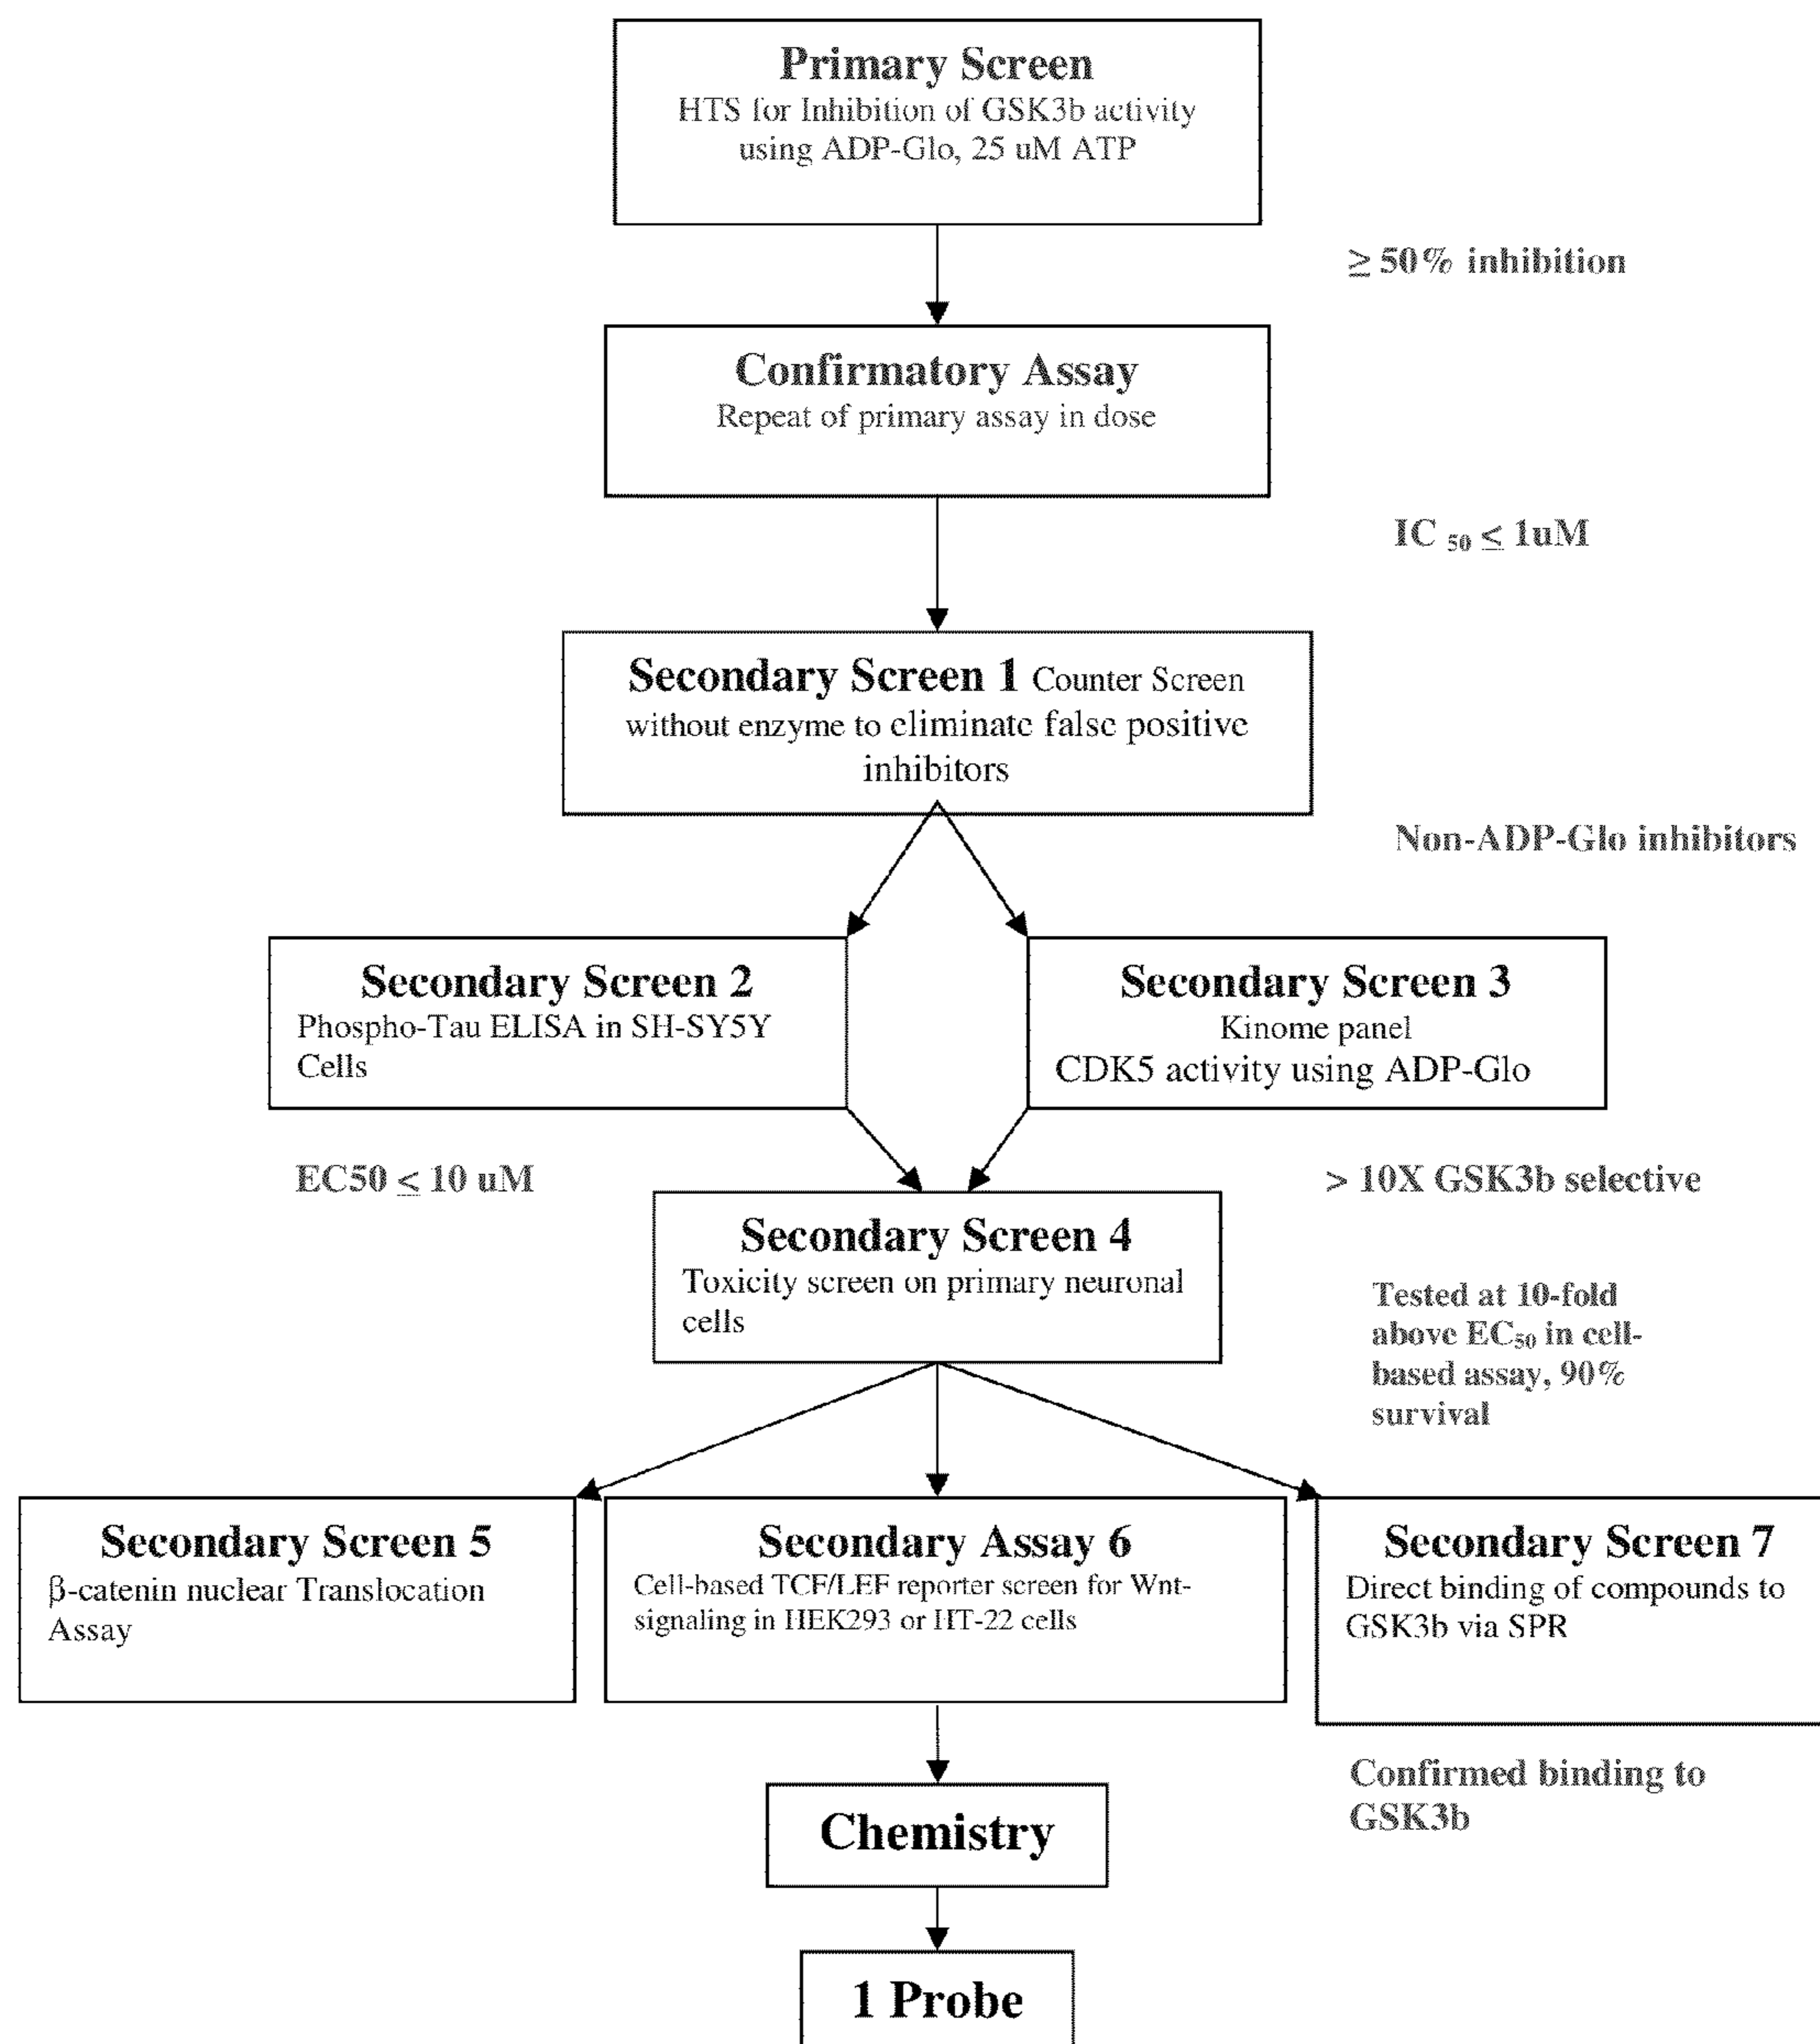 Primary Screen
HTS for Inhibition of GSK3b activity
using ADP-Glo, 25 uM ATP
≥ 50% inhibition
Confirmatory Assay
Repeat of primary assay in dose
IC 50 ≤ 1uM
Secondary Screen 1 Counter Screen
without enzyme to eliminate false positive
inhibitors
Non-ADP-Glo inhibitors
Secondary Screen 2
Phospho-Tau ELISA in SH-SY5Y
Cells
Secondary Screen 3
Kinome panel
CDK5 activity using ADP-Glo
EC50 ≤ 10 uM
> 10X GSK3b selective
Secondary Screen 4
Toxicity screen on primary neuronal
cells
Tested at 10-fold
above EC50 in cell-
based assay, 90%
survival
Secondary Screen 5
β-catenin nuclear Translocation
Assay
Secondary Assay 6
Cell-based TCF/LEF reporter screen for Wnt-
signaling in HEK293 or HT-22 cells
Secondary Screen 7
Direct binding of compounds to
GSK3b via SPR
Confirmed binding to
GSK3b
Chemistry
1 Probe